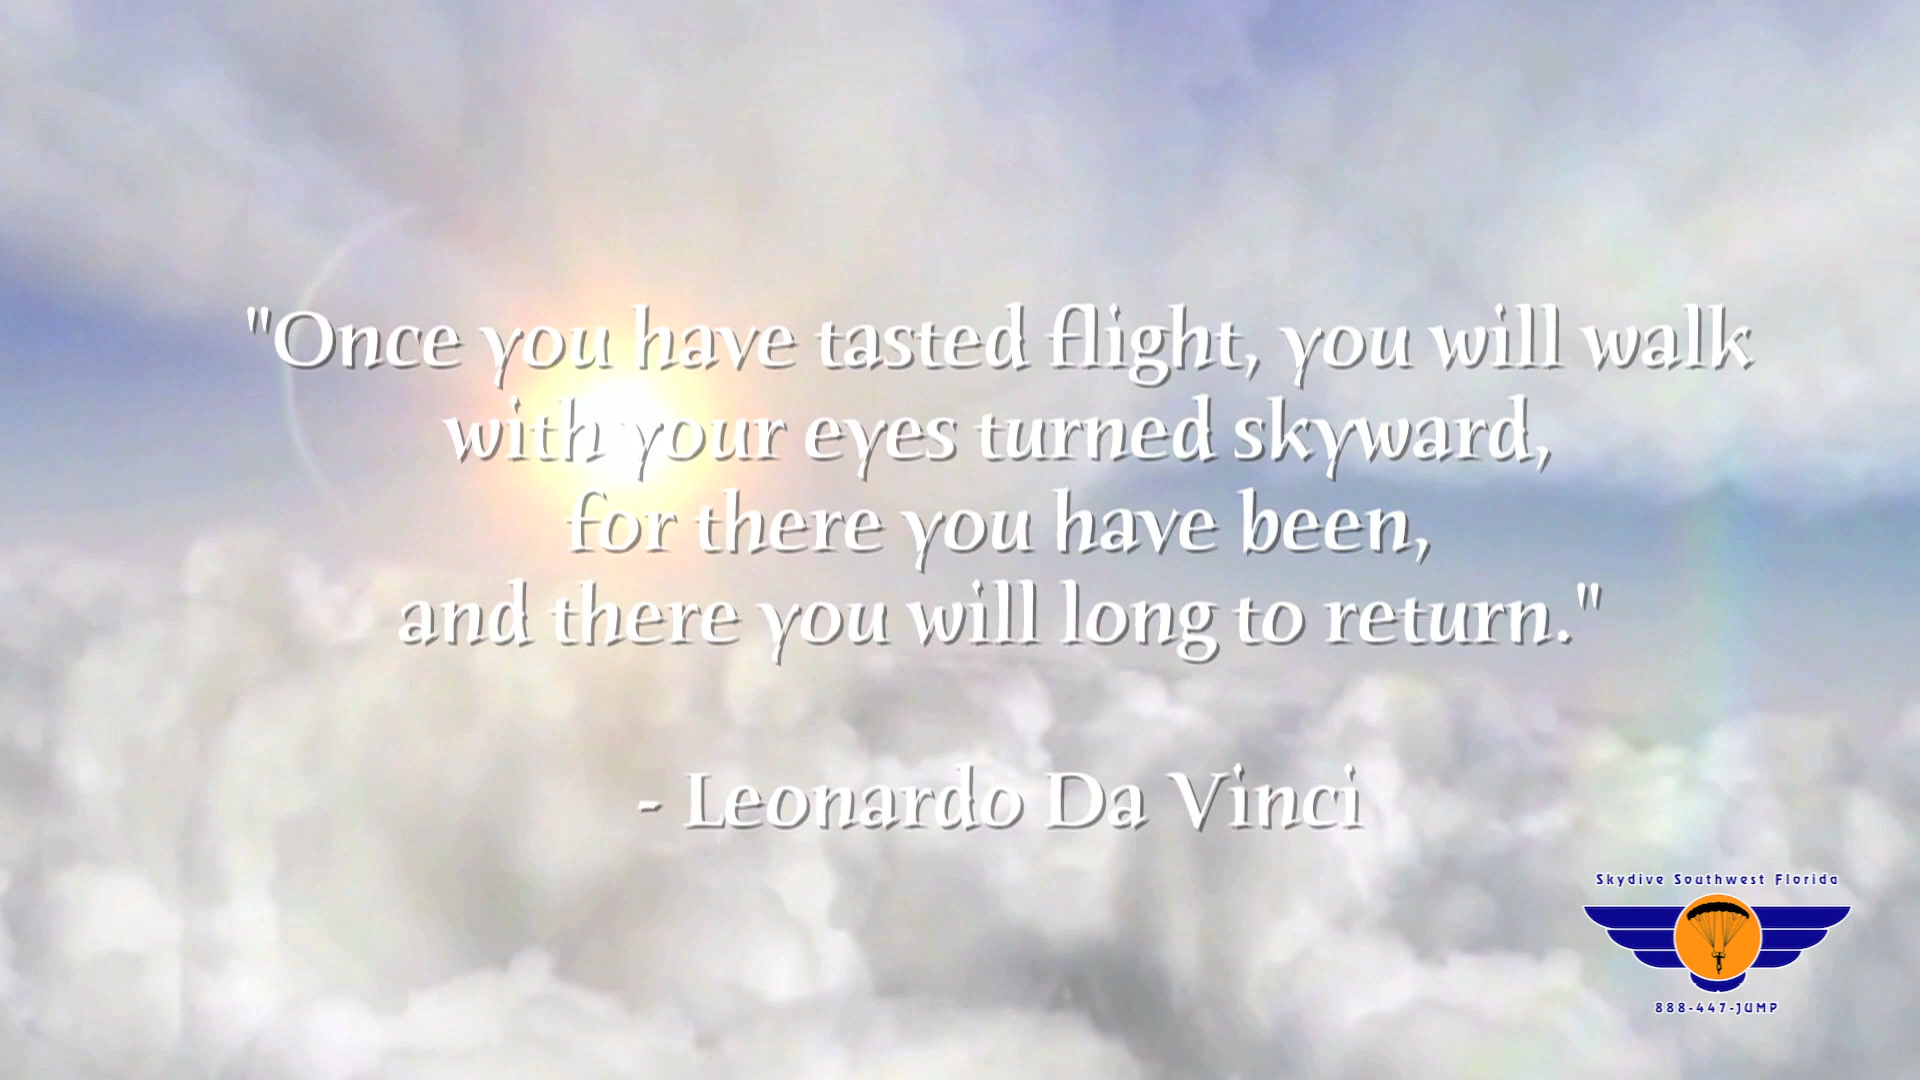 "Once you have tasted flight, you will walk
with your eyes turned skyward,
for there you have been,
and there you will long to return."
- Leonardo Da Vinci
Skydive Southwest Florida
888-447-JUMP